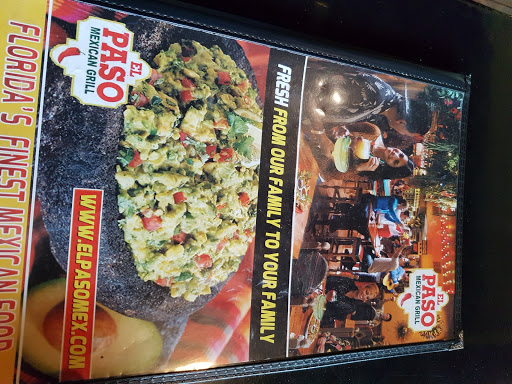 FLORIDA'S FINEST MEXICAN FOOD
EL
PASO
MEXICAN GRILL
WWW.ELPASOMEX.COM
FRESH FROM OUR FAMILY TO YOUR FAMILY
EL
PASO
MEXICAN GRILL